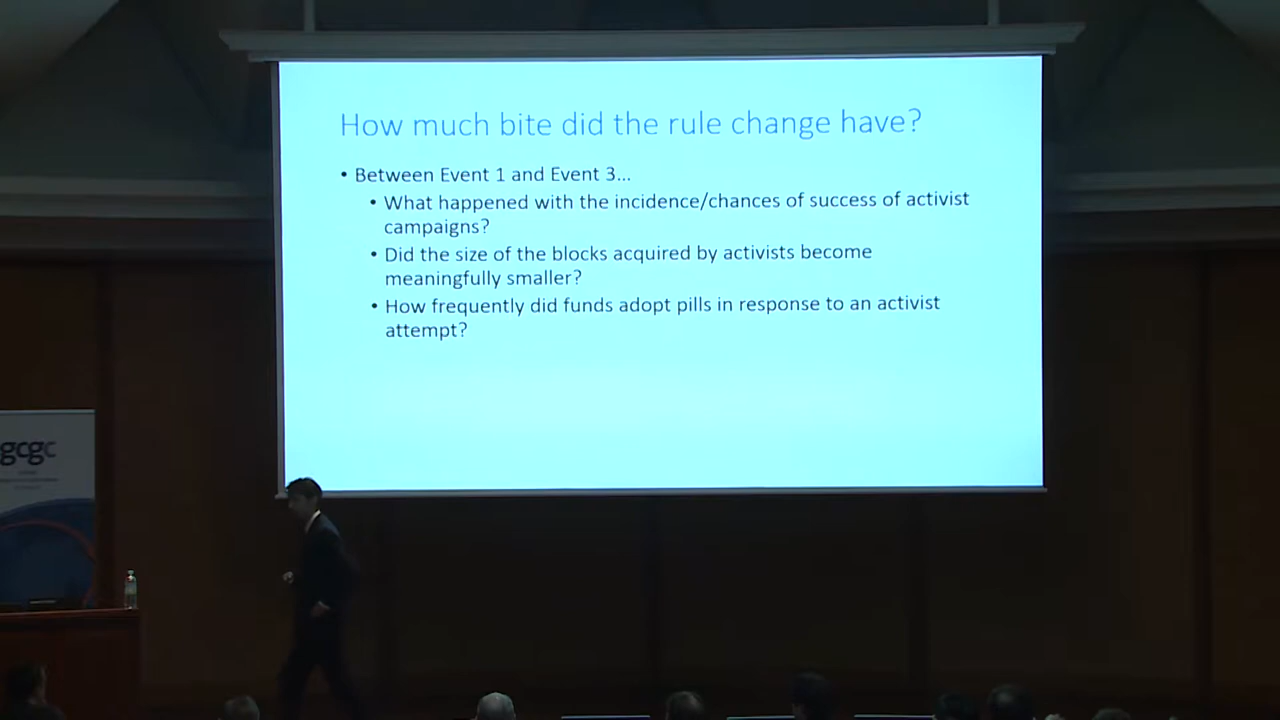 How much bite did the rule change have?
• Between Event 1 and Event 3...
• What happened with the incidence/chances of success of activist
campaigns?
• Did the size of the blocks acquired by activists become
meaningfully smaller?
• How frequently did funds adopt pills in response to an activist
attempt?
gcgc